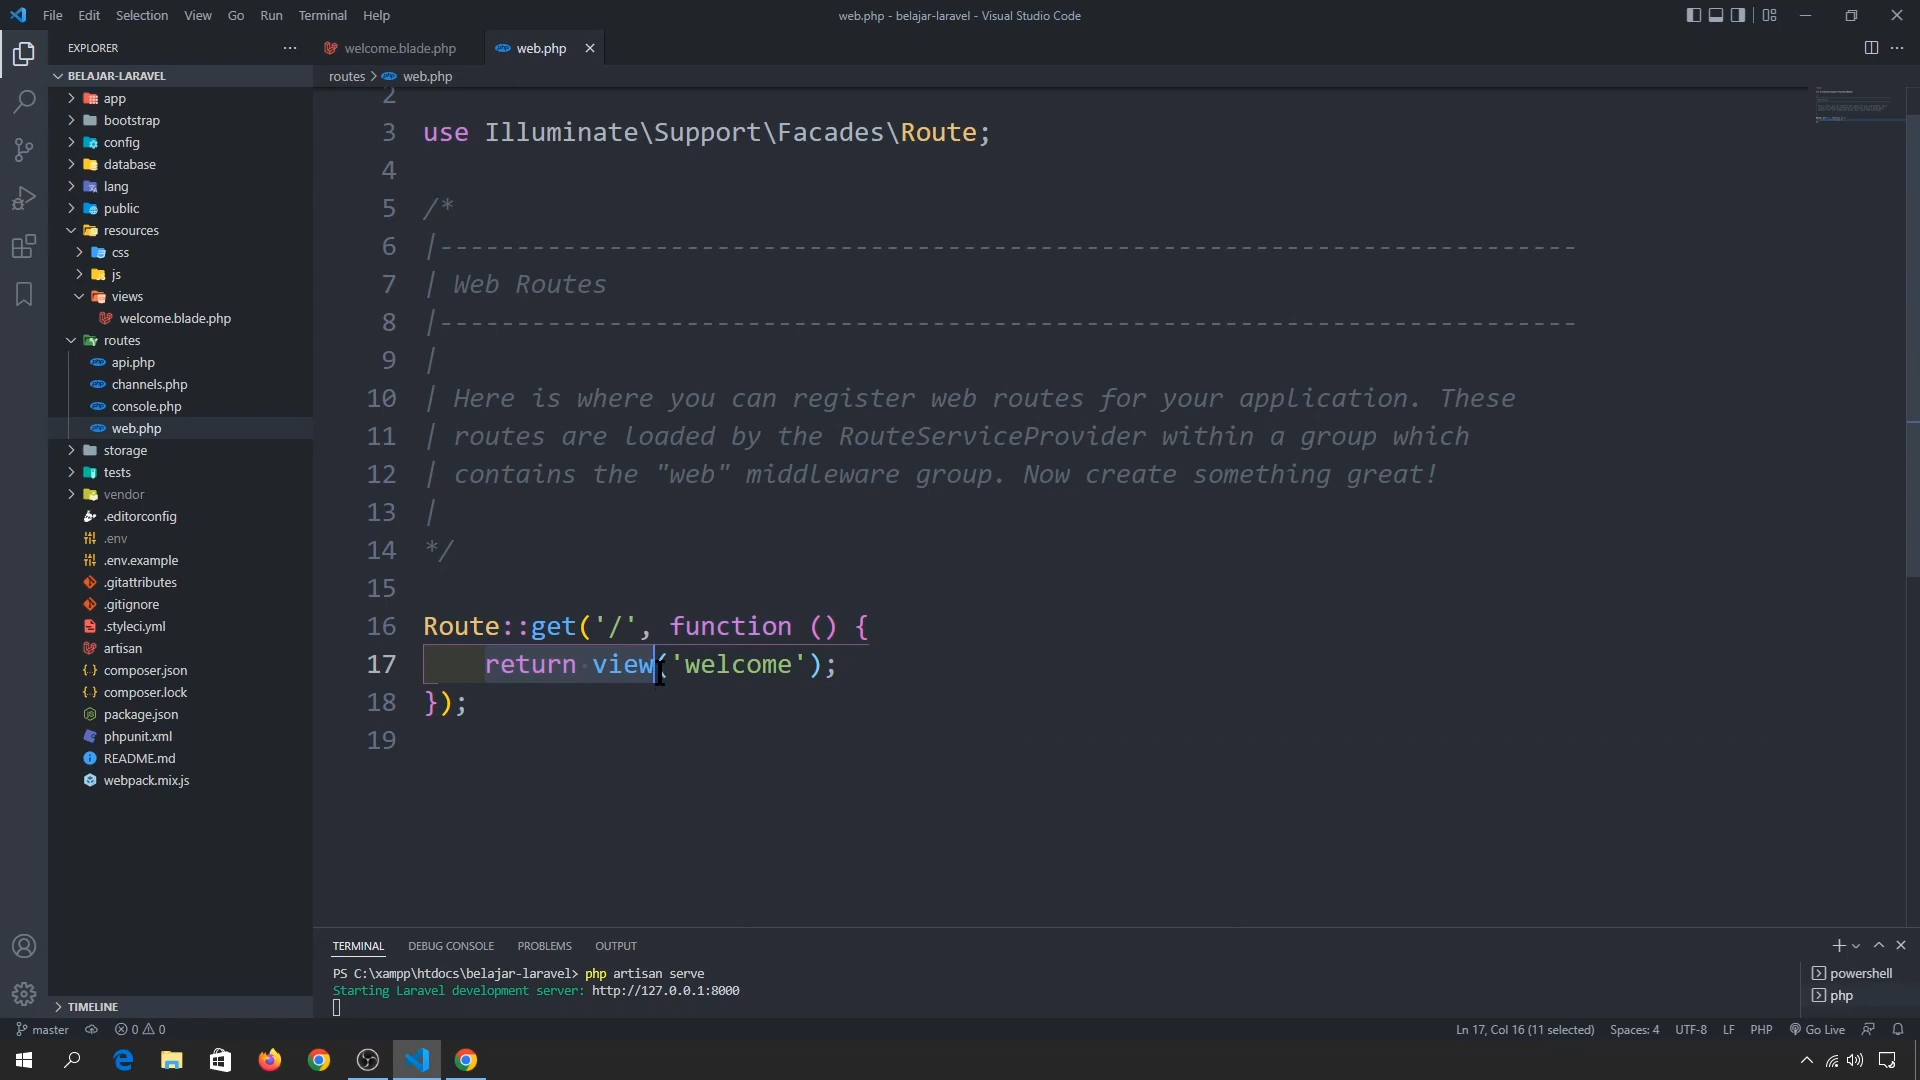 File Edit Selection View Go Run Terminal Help
web.php - belajar-laravel - Visual Studio Code
EXPLORER
BELAJAR-LARAVEL
app
bootstrap
config
database
lang
public
resources
css
js
views
welcome.blade.php
routes
api.php
channels.php
console.php
web.php
storage
tests
vendor
.editorconfig
.env
.env.example
.gitattributes
.gitignore
.styleci.yml
artisan
composer.json
composer.lock
package.json
phpunit.xml
README.md
webpack.mix.js
TIMELINE
welcome.blade.php
web.php
routes > web.php
2
3 use Illuminate\Support\Facades\Route;
4
5 /*
6 |--------------------------------------------------------------------------
7 | Web Routes
8 |--------------------------------------------------------------------------
9 |
10 | Here is where you can register web routes for your application. These
11 | routes are loaded by the RouteServiceProvider within a group which
12 | contains the "web" middleware group. Now create something great!
13 |
14 */
15
16 Route::get('/', function () {
17     return view('welcome');
18 });
19
TERMINAL DEBUG CONSOLE PROBLEMS OUTPUT
PS C:\xampp\htdocs\belajar-laravel> php artisan serve
Starting Laravel development server: http://127.0.0.1:8000
powershell
php
master 0 0
Ln 17, Col 16 (11 selected) Spaces: 4 UTF-8 LF PHP Go Live